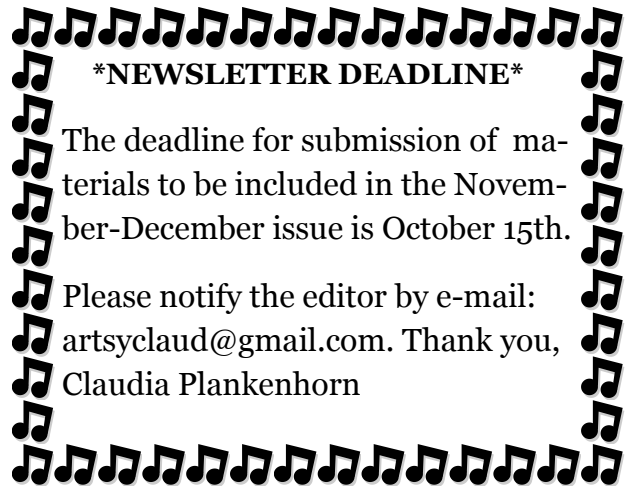 *NEWSLETTER DEADLINE*
The deadline for submission of ma-
terials to be included in the Novem-
ber-December issue is October 15th.
Please notify the editor by e-mail:
artsyclaud@gmail.com. Thank you,
Claudia Plankenhorn